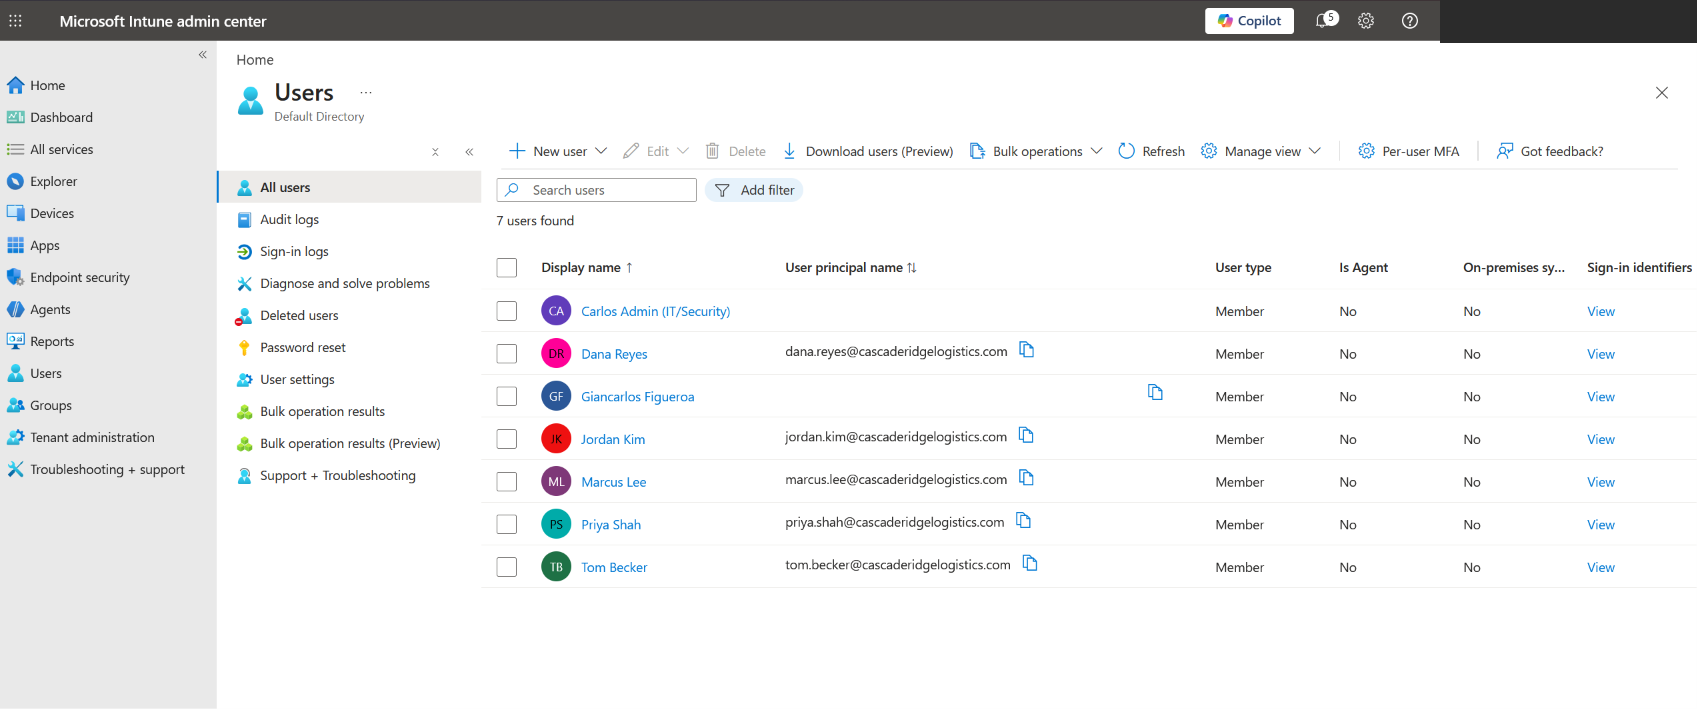 Microsoft Intune admin center
Copilot
5
Home
Dashboard
All services
Explorer
Devices
Apps
Endpoint security
Agents
Reports
Users
Groups
Tenant administration
Troubleshooting + support
Home
Users
Default Directory
All users
Audit logs
Sign-in logs
Diagnose and solve problems
Deleted users
Password reset
User settings
Bulk operation results
Bulk operation results (Preview)
Support + Troubleshooting
New user Edit Delete Download users (Preview) Bulk operations Refresh Manage view Per-user MFA Got feedback?
Search users Add filter
7 users found
Display name ↑ User principal name ↑↓ User type Is Agent On-premises sy... Sign-in identifiers
CA Carlos Admin (IT/Security) Member No No View
DR Dana Reyes dana.reyes@cascaderidgelogistics.com Member No No View
GF Giancarlos Figueroa Member No No View
JK Jordan Kim jordan.kim@cascaderidgelogistics.com Member No No View
ML Marcus Lee marcus.lee@cascaderidgelogistics.com Member No No View
PS Priya Shah priya.shah@cascaderidgelogistics.com Member No No View
TB Tom Becker tom.becker@cascaderidgelogistics.com Member No No View